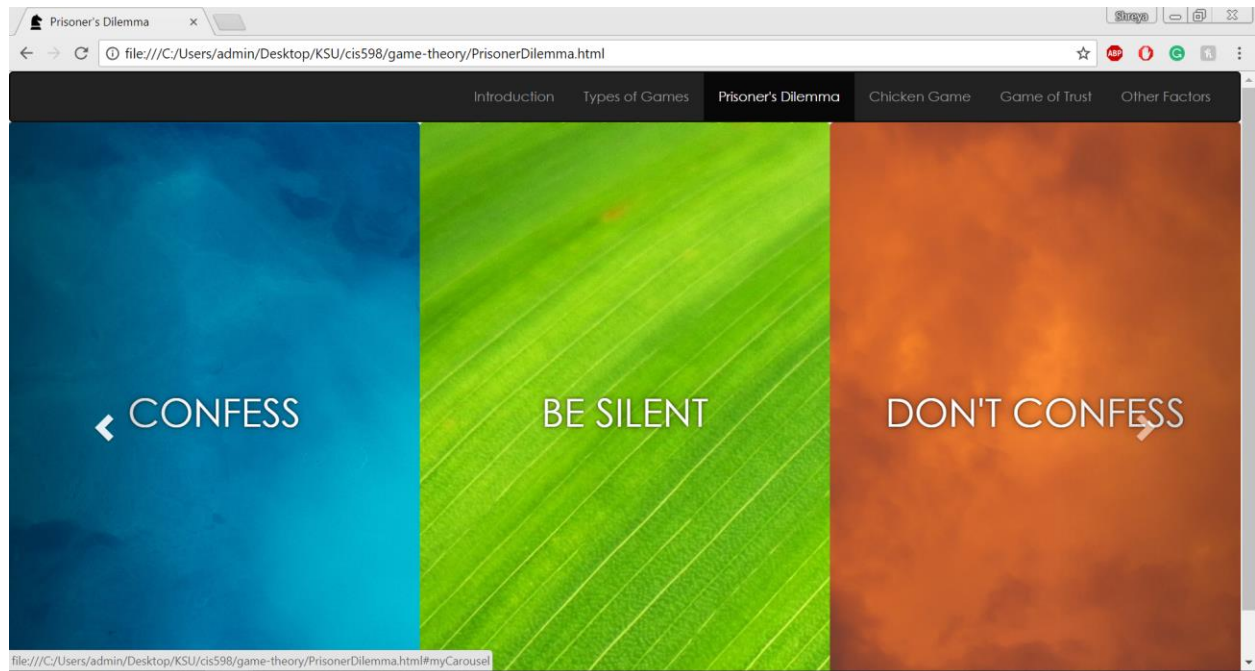 Prisoner's Dilemma
Shreya
file:///C:/Users/admin/Desktop/KSU/cis598/game-theory/PrisonerDilemma.html
ABP
G
Introduction Types of Games Prisoner's Dilemma Chicken Game Game of Trust Other Factors
CONFESS BE SILENT DON'T CONFESS
file:///C:/Users/admin/Desktop/KSU/cis598/game-theory/PrisonerDilemma.html#myCarousel